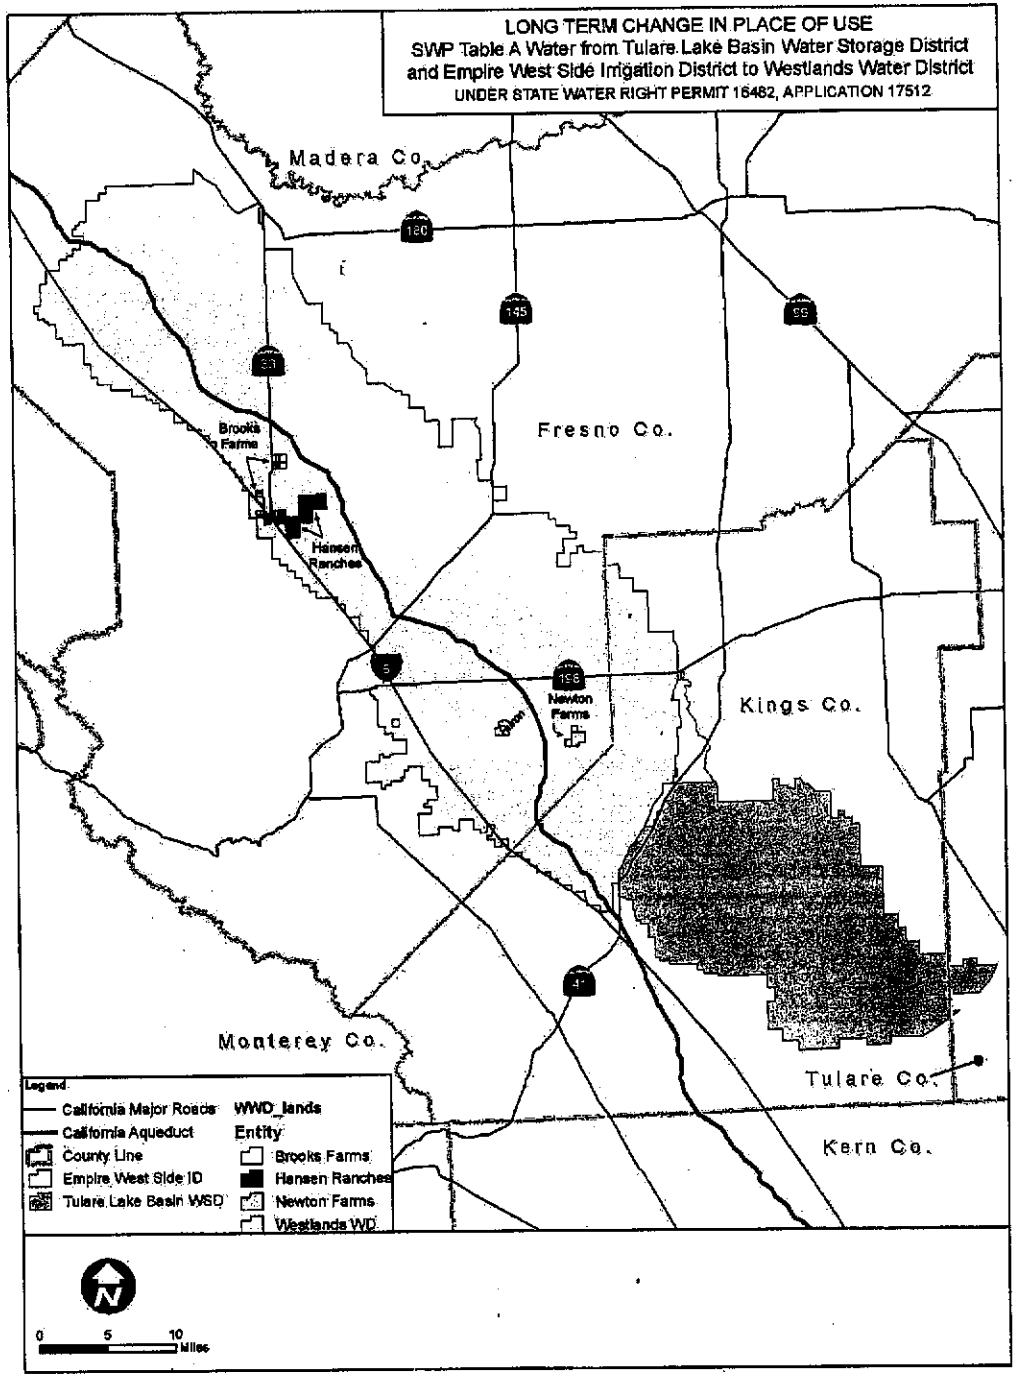 LONG TERM CHANGE IN PLACE OF USE
SWP Table A Water from Tulare Lake Basin Water Storage District
and Empire West Side Irrigation District to Westlands Water District
UNDER STATE WATER RIGHT PERMIT 16482, APPLICATION 17512
Madera Co.
180
145
99
33
Brooks
Farms
Fresno Co.
Hansen
Ranches
5
198
Newton
Farms
Kings Co.
41
Monterey Co.
Tulare Co.
Kern Co.
Legend
California Major Roads
California Aqueduct
County Line
Empire West Side ID
Tulare Lake Basin WSD
WWD_lands
Entity
Brooks Farms
Hansen Ranches
Newton Farms
Westlands WD
N
0 5 10
Miles